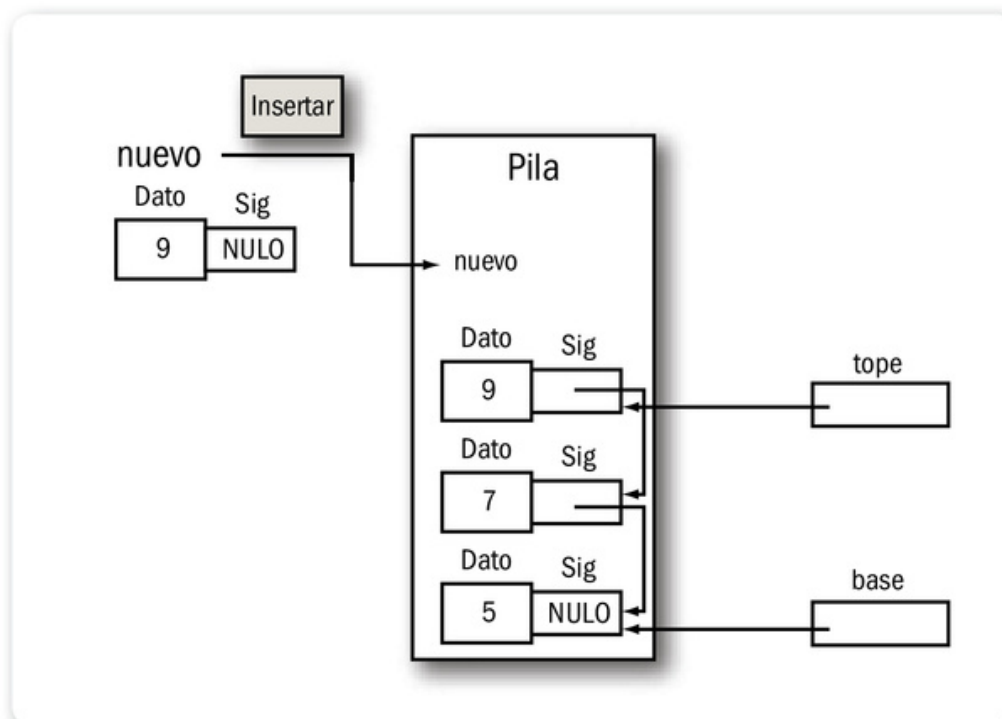 Insertar
nuevo
Dato Sig
9 NULO
Pila
nuevo
Dato Sig
9
tope
Dato Sig
7
Dato Sig
5 NULO
base